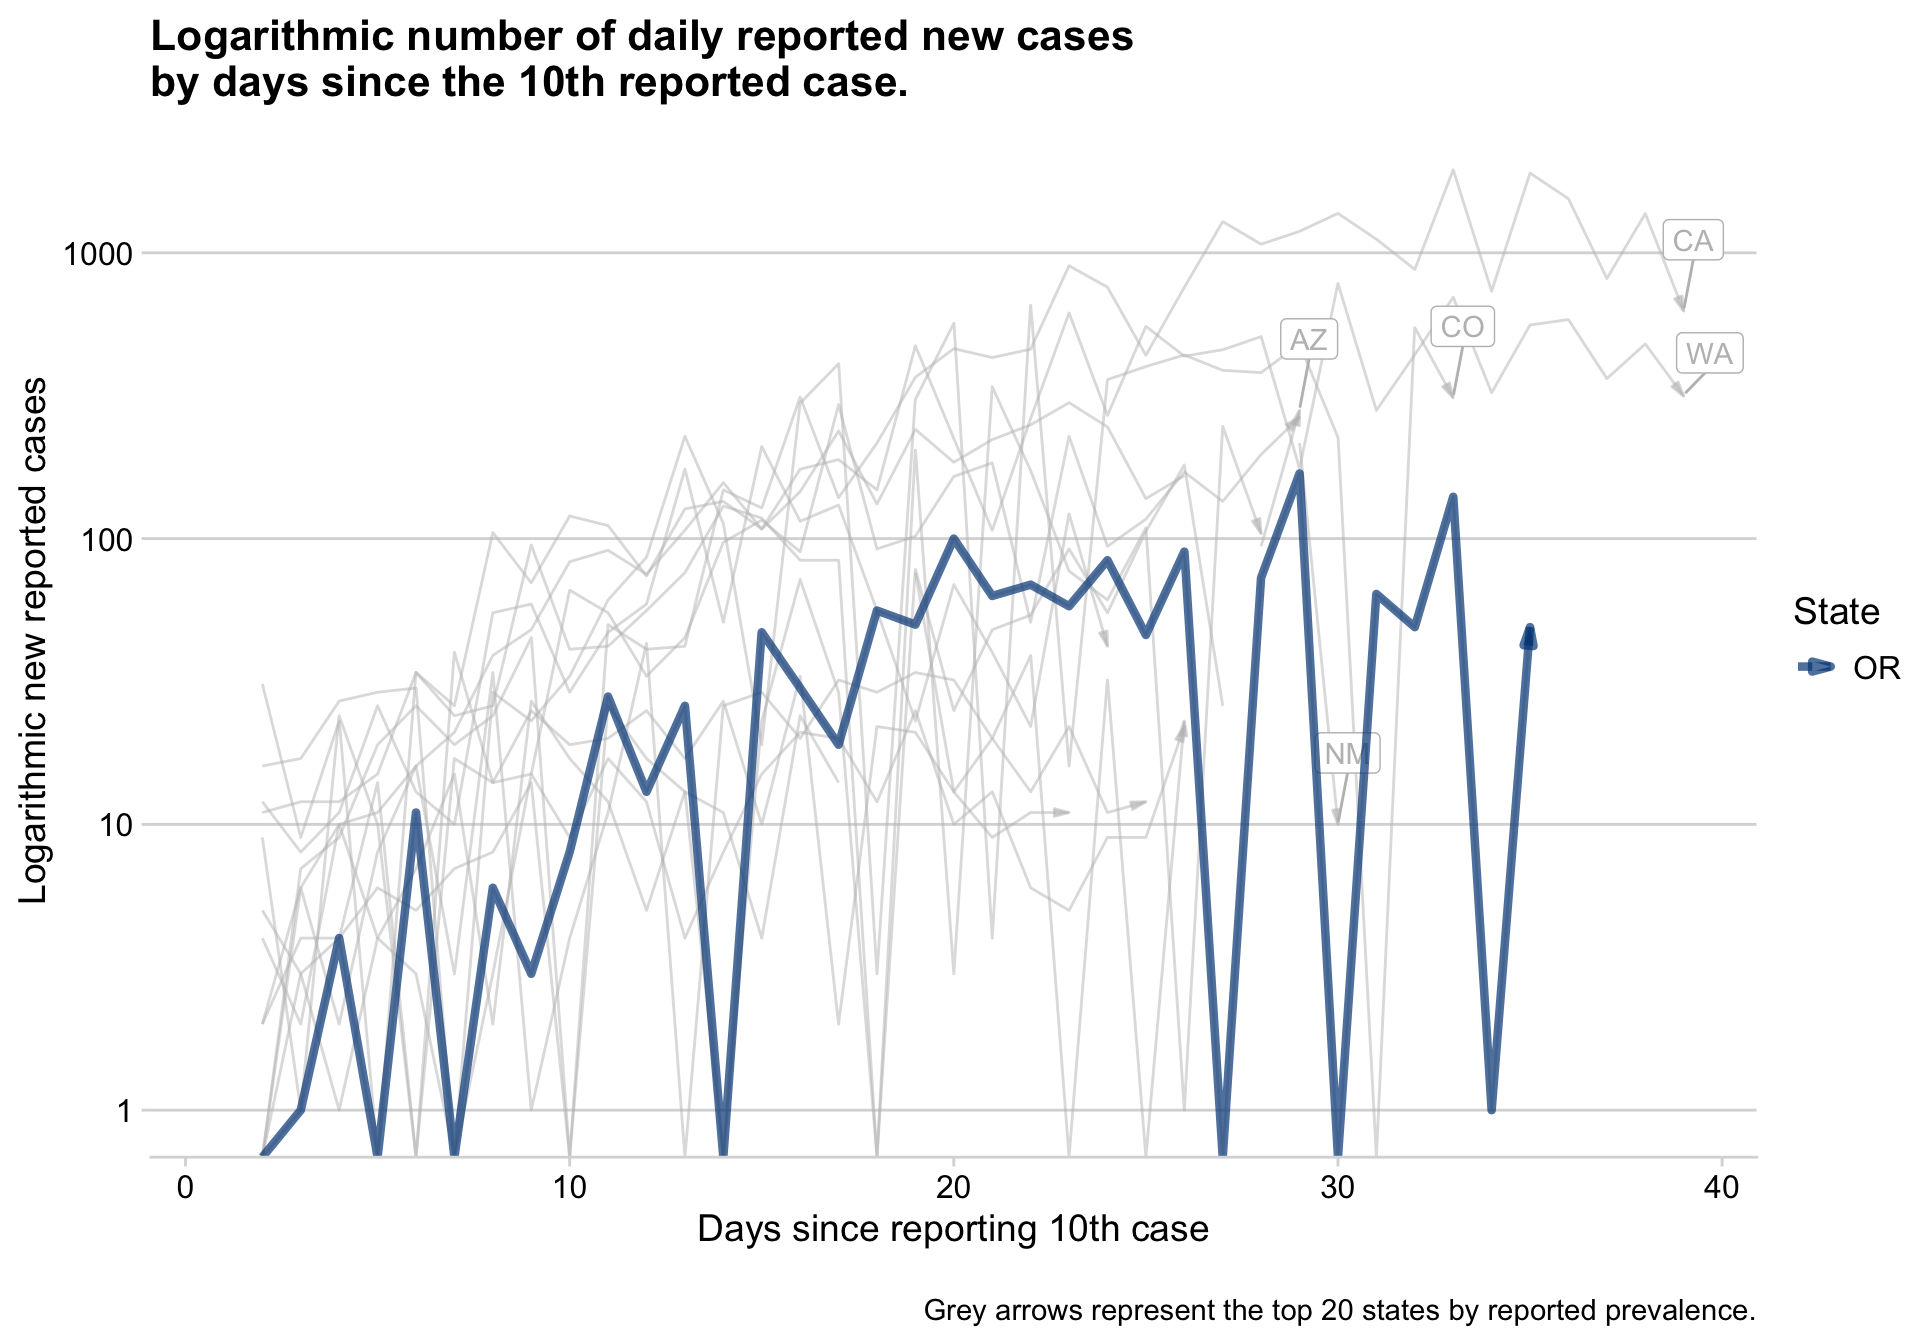 Logarithmic number of daily reported new cases
by days since the 10th reported case.
Logarithmic new reported cases
1000
100
10
1
CA
CO
AZ
WA
NM
State
OR
0
10
20
30
40
Days since reporting 10th case
Grey arrows represent the top 20 states by reported prevalence.